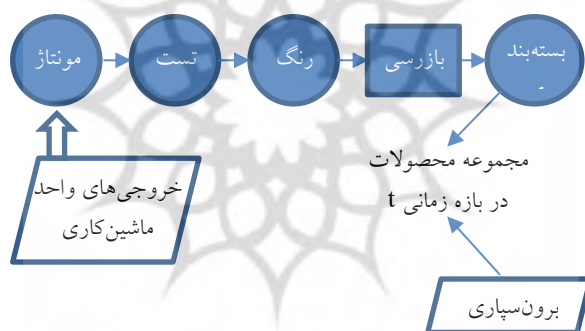 مونتاژ
تست
رنگ
بازرسی
بسته‌بند
خروجی‌های واحد
ماشین‌کاری
مجموعه محصولات
در بازه زمانی t
برون‌سپاری